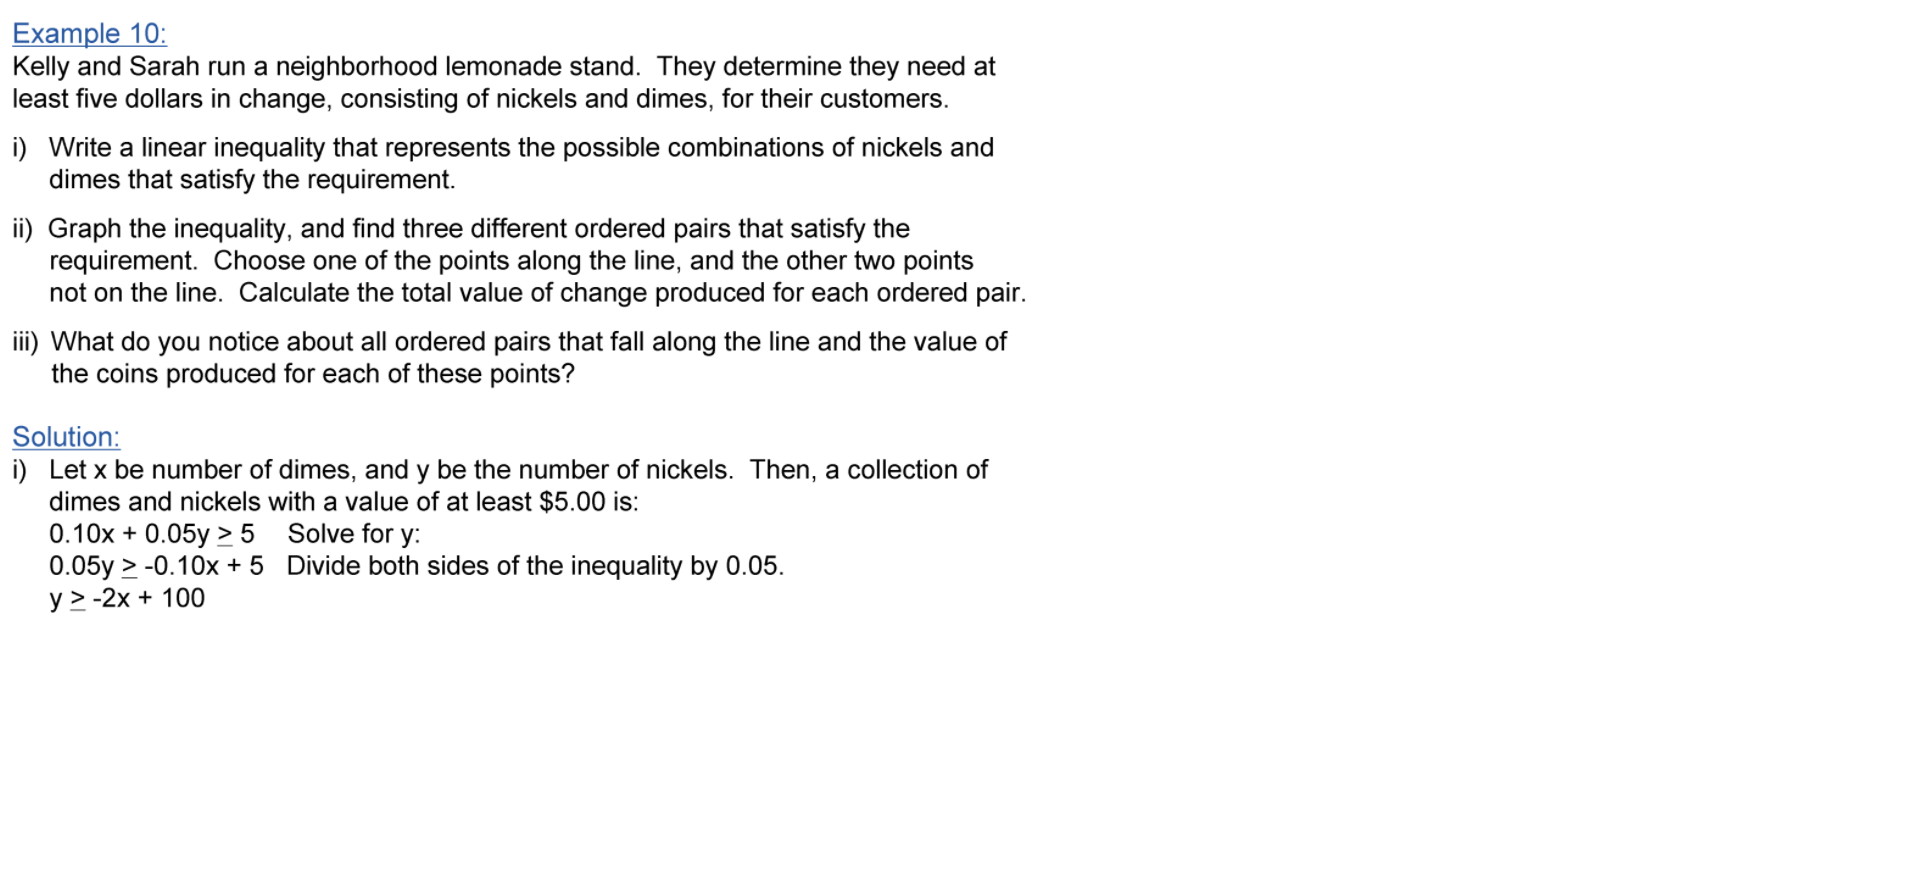 Example 10:
Kelly and Sarah run a neighborhood lemonade stand.  They determine they need at
least five dollars in change, consisting of nickels and dimes, for their customers.
i)   Write a linear inequality that represents the possible combinations of nickels and
dimes that satisfy the requirement.
ii)  Graph the inequality, and find three different ordered pairs that satisfy the
requirement.  Choose one of the points along the line, and the other two points
not on the line.  Calculate the total value of change produced for each ordered pair.
iii)  What do you notice about all ordered pairs that fall along the line and the value of
the coins produced for each of these points?
Solution:
i)   Let x be number of dimes, and y be the number of nickels.  Then, a collection of
dimes and nickels with a value of at least $5.00 is:
0.10x + 0.05y ≥ 5    Solve for y:
0.05y ≥ -0.10x + 5   Divide both sides of the inequality by 0.05.
y ≥ -2x + 100